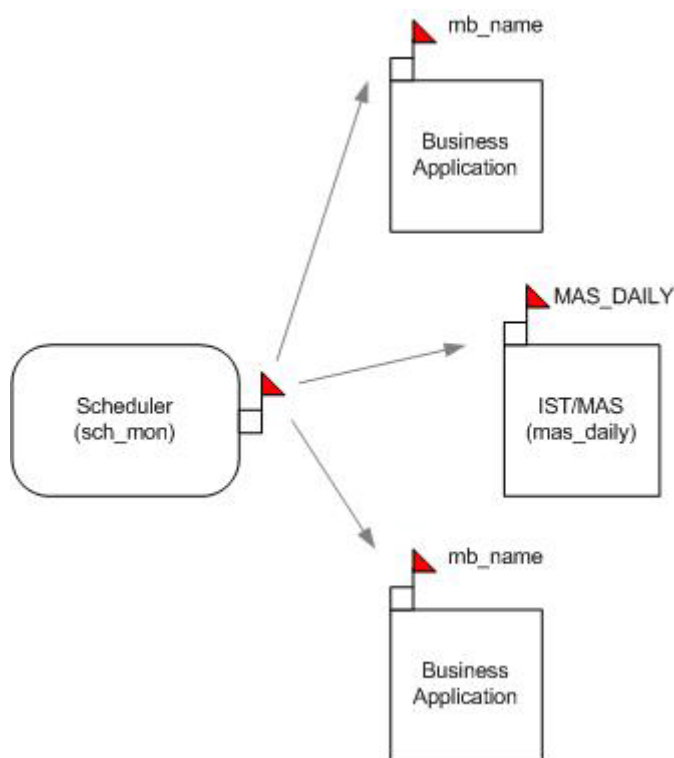 mb_name
Business
Application
MAS_DAILY
Scheduler
(sch_mon)
IST/MAS
(mas_daily)
mb_name
Business
Application